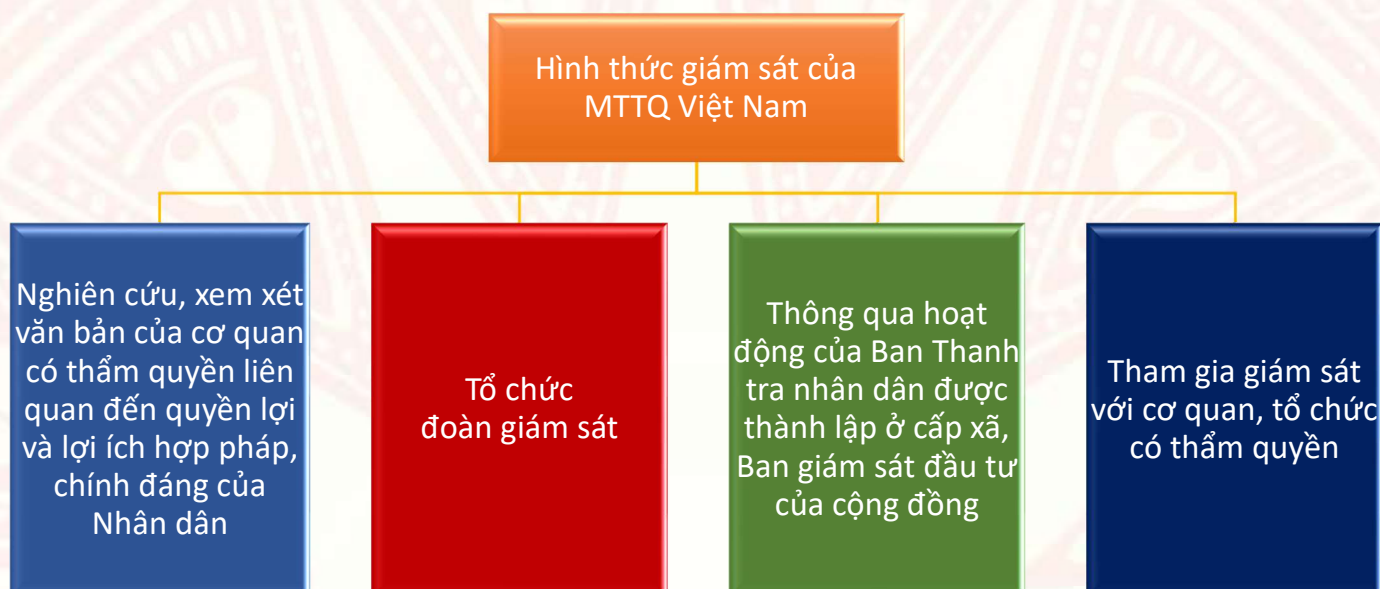 Hình thức giám sát của
MTTQ Việt Nam
Nghiên cứu, xem xét
văn bản của cơ quan
có thẩm quyền liên
quan đến quyền lợi
và lợi ích hợp pháp,
chính đáng của
Nhân dân
Tổ chức
đoàn giám sát
Thông qua hoạt
động của Ban Thanh
tra nhân dân được
thành lập ở cấp xã,
Ban giám sát đầu tư
của cộng đồng
Tham gia giám sát
với cơ quan, tổ chức
có thẩm quyền